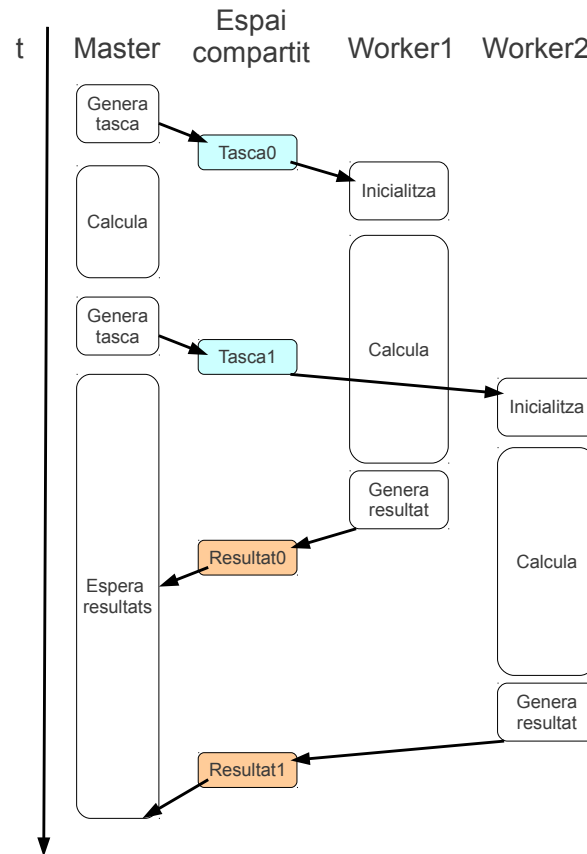 t
Master
Espai
compartit
Worker1
Worker2
Genera
tasca
Tasca0
Inicialitza
Calcula
Genera
tasca
Tasca1
Calcula
Inicialitza
Genera
resultat
Resultat0
Espera
resultats
Calcula
Genera
resultat
Resultat1